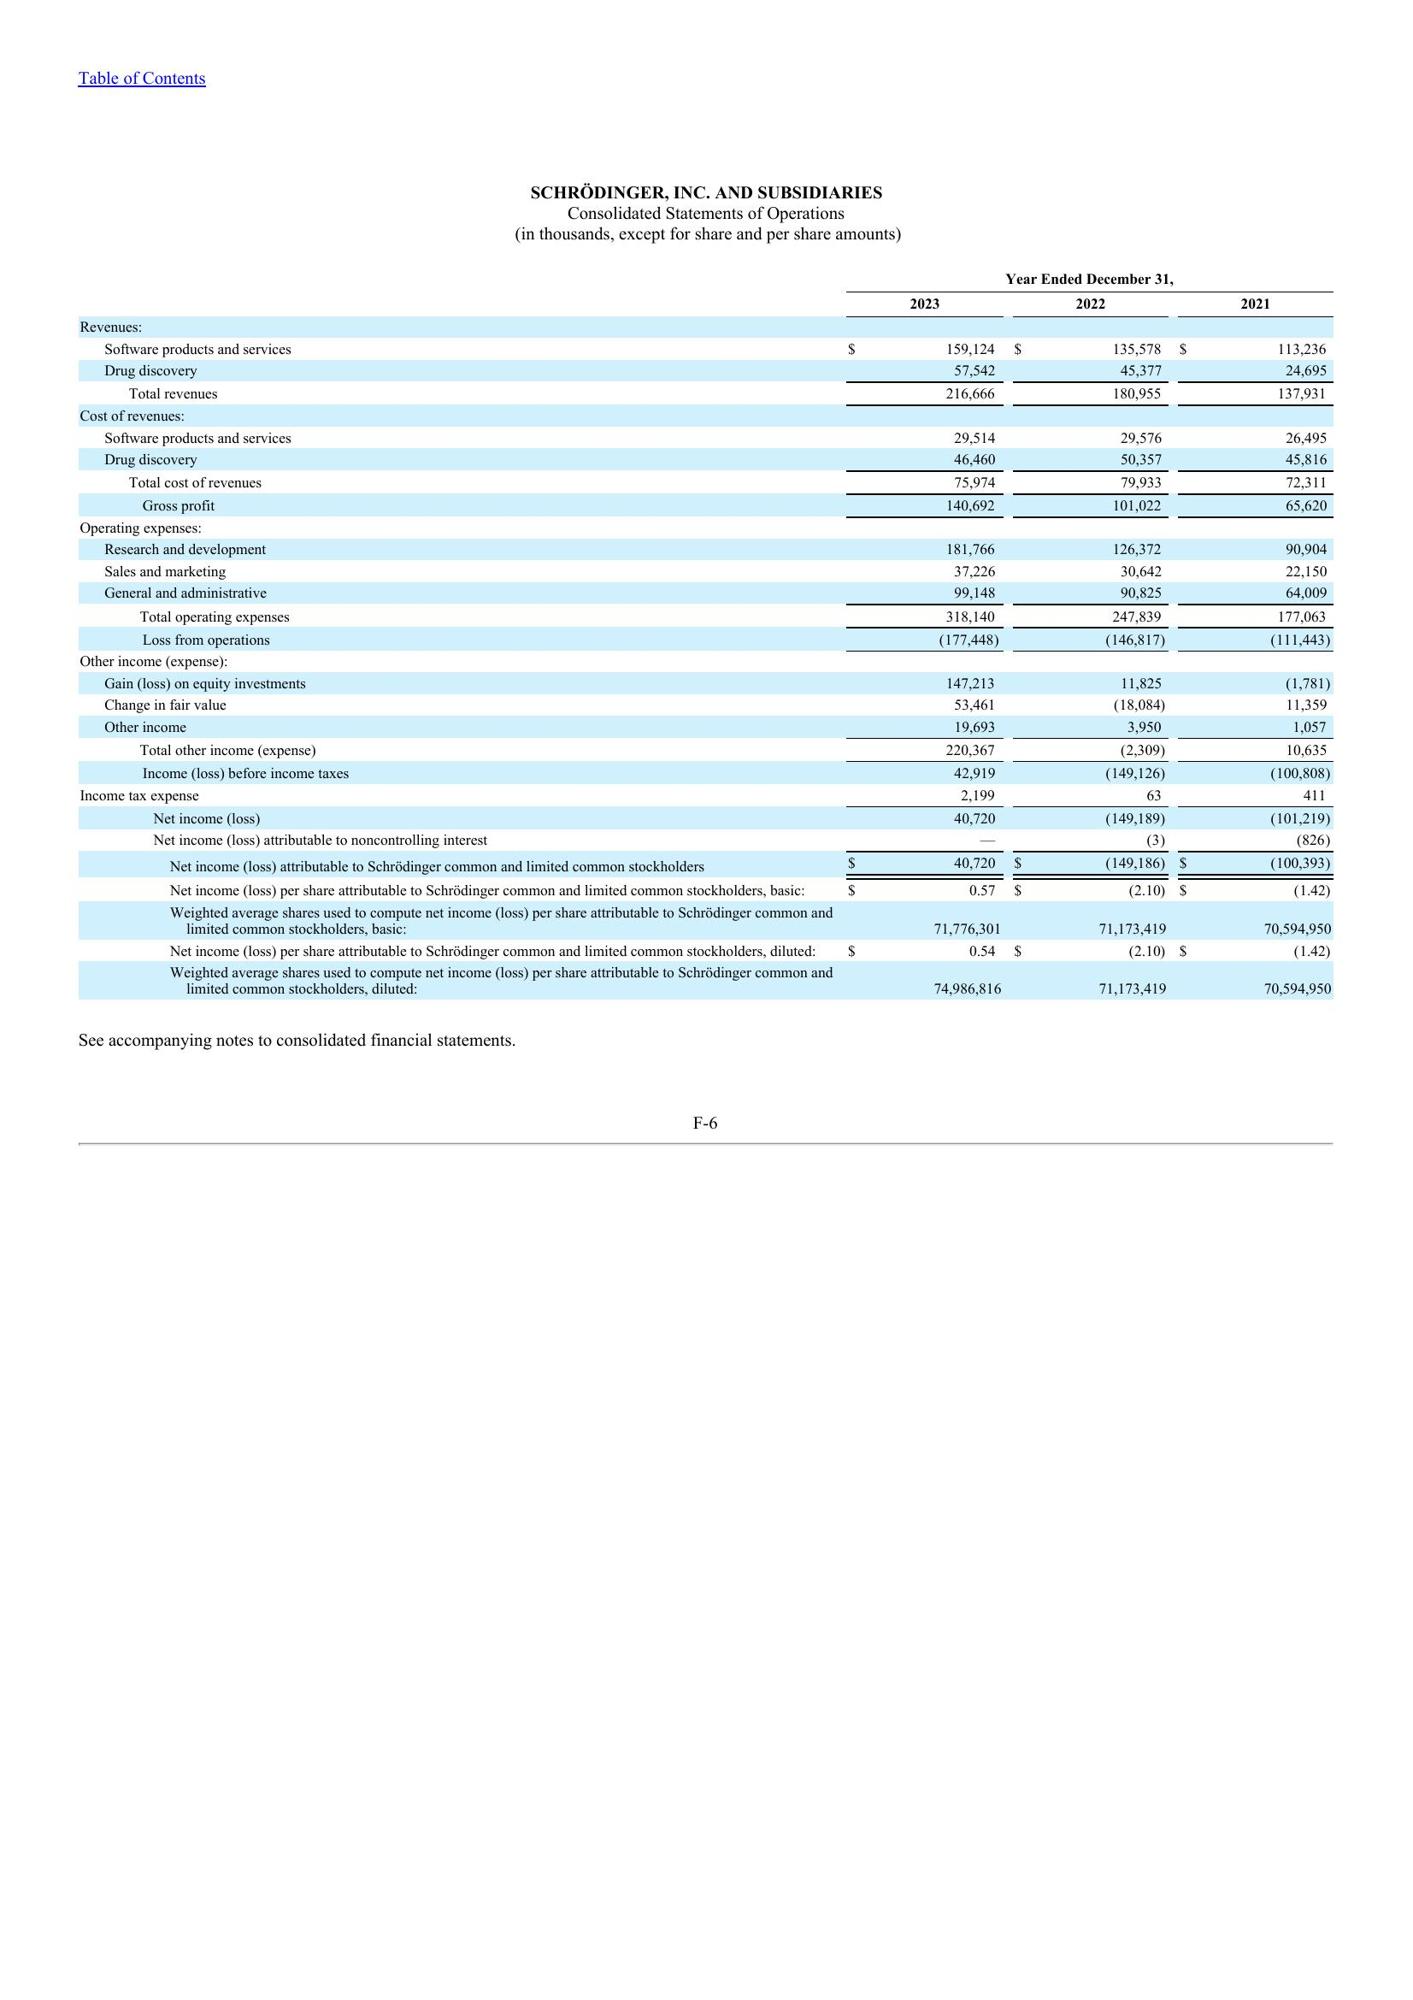 Table of Contents
SCHRÖDINGER, INC. AND SUBSIDIARIES
Consolidated Statements of Operations
(in thousands, except for share and per share amounts)
Year Ended December 31,
2023 2022 2021
Revenues:
Software products and services $ 159,124 $ 135,578 $ 113,236
Drug discovery 57,542 45,377 24,695
Total revenues 216,666 180,955 137,931
Cost of revenues:
Software products and services 29,514 29,576 26,495
Drug discovery 46,460 50,357 45,816
Total cost of revenues 75,974 79,933 72,311
Gross profit 140,692 101,022 65,620
Operating expenses:
Research and development 181,766 126,372 90,904
Sales and marketing 37,226 30,642 22,150
General and administrative 99,148 90,825 64,009
Total operating expenses 318,140 247,839 177,063
Loss from operations (177,448) (146,817) (111,443)
Other income (expense):
Gain (loss) on equity investments 147,213 11,825 (1,781)
Change in fair value 53,461 (18,084) 11,359
Other income 19,693 3,950 1,057
Total other income (expense) 220,367 (2,309) 10,635
Income (loss) before income taxes 42,919 (149,126) (100,808)
Income tax expense 2,199 63 411
Net income (loss) 40,720 (149,189) (101,219)
Net income (loss) attributable to noncontrolling interest — (3) (826)
Net income (loss) attributable to Schrödinger common and limited common stockholders $ 40,720 $ (149,186) $ (100,393)
Net income (loss) per share attributable to Schrödinger common and limited common stockholders, basic: $ 0.57 $ (2.10) $ (1.42)
Weighted average shares used to compute net income (loss) per share attributable to Schrödinger common and
limited common stockholders, basic: 71,776,301 71,173,419 70,594,950
Net income (loss) per share attributable to Schrödinger common and limited common stockholders, diluted: $ 0.54 $ (2.10) $ (1.42)
Weighted average shares used to compute net income (loss) per share attributable to Schrödinger common and
limited common stockholders, diluted: 74,986,816 71,173,419 70,594,950
See accompanying notes to consolidated financial statements.
F-6